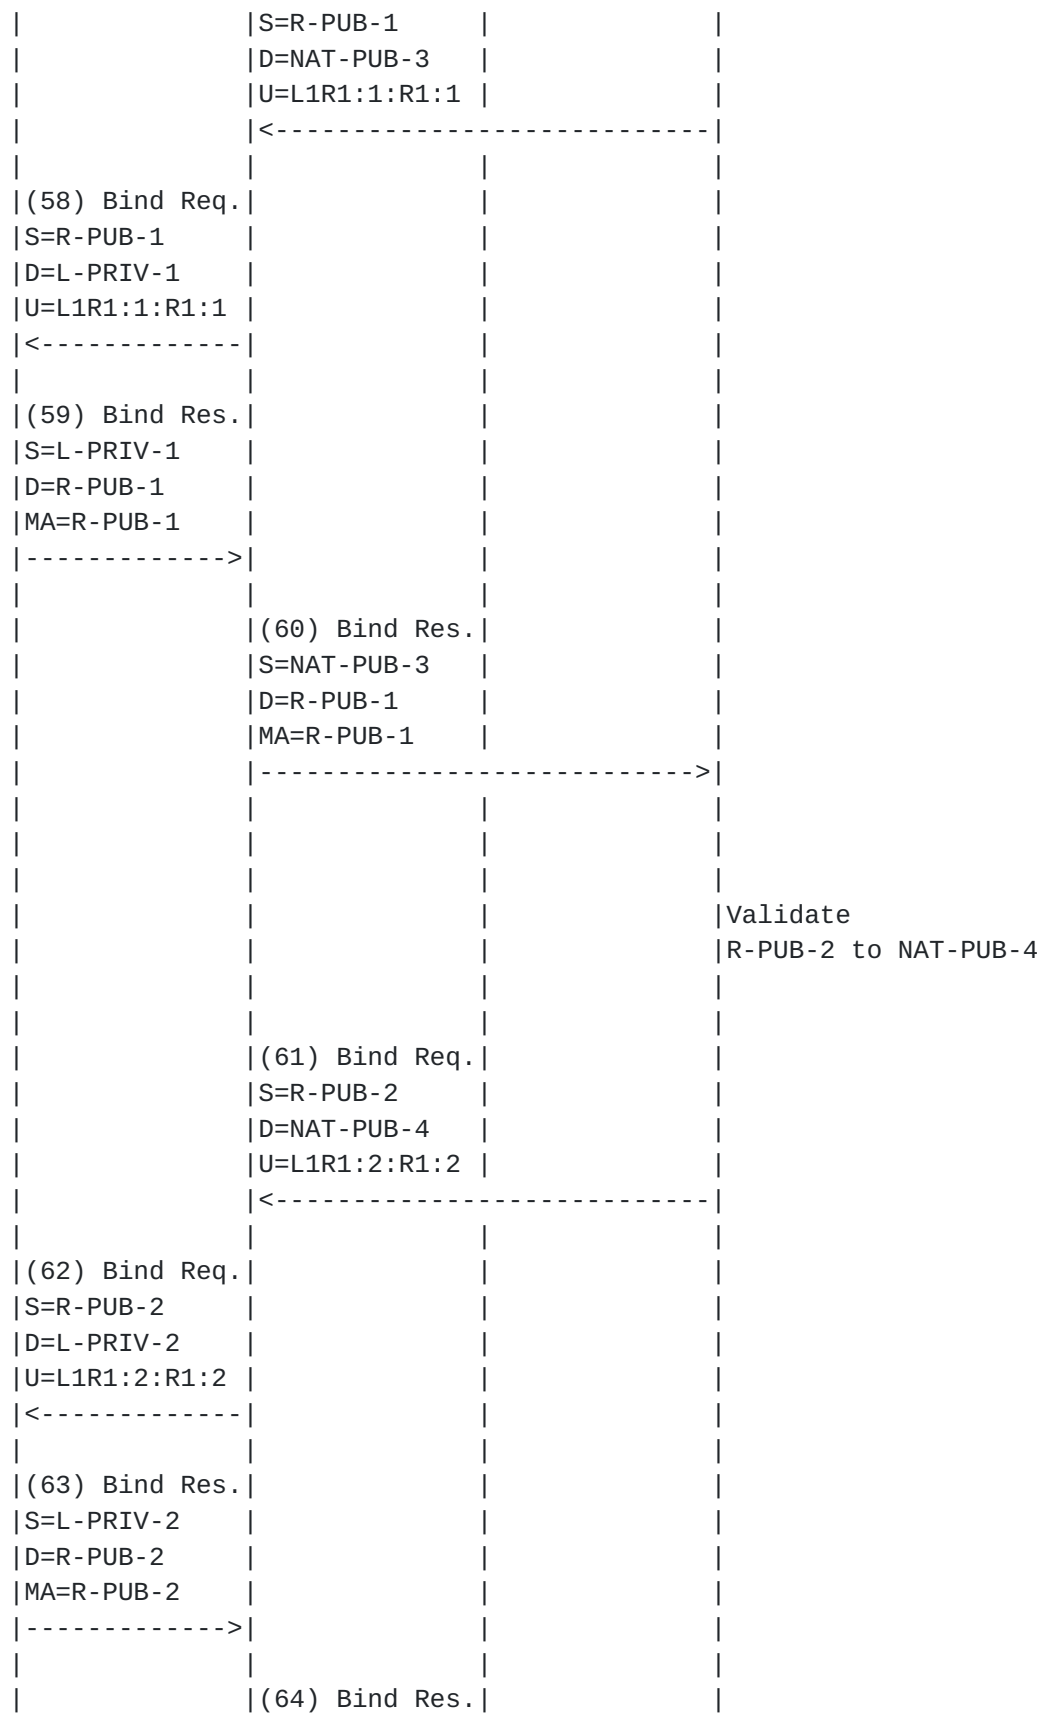 |              |S=R-PUB-1     |              |
|              |D=NAT-PUB-3   |              |
|              |U=L1R1:1:R1:1 |              |
|              |<----------------------------|
|              |              |              |
|(58) Bind Req.|              |              |
|S=R-PUB-1     |              |              |
|D=L-PRIV-1    |              |              |
|U=L1R1:1:R1:1 |              |              |
|<-------------|              |              |
|              |              |              |
|(59) Bind Res.|              |              |
|S=L-PRIV-1    |              |              |
|D=R-PUB-1     |              |              |
|MA=R-PUB-1    |              |              |
|------------->|              |              |
|              |              |              |
|              |(60) Bind Res.|              |
|              |S=NAT-PUB-3   |              |
|              |D=R-PUB-1     |              |
|              |MA=R-PUB-1    |              |
|              |---------------------------->|
|              |              |              |
|              |              |              |
|              |              |              |
|              |              |              |Validate
|              |              |              |R-PUB-2 to NAT-PUB-4
|              |              |              |
|              |              |              |
|              |(61) Bind Req.|              |
|              |S=R-PUB-2     |              |
|              |D=NAT-PUB-4   |              |
|              |U=L1R1:2:R1:2 |              |
|              |<----------------------------|
|              |              |              |
|(62) Bind Req.|              |              |
|S=R-PUB-2     |              |              |
|D=L-PRIV-2    |              |              |
|U=L1R1:2:R1:2 |              |              |
|<-------------|              |              |
|              |              |              |
|(63) Bind Res.|              |              |
|S=L-PRIV-2    |              |              |
|D=R-PUB-2     |              |              |
|MA=R-PUB-2    |              |              |
|------------->|              |              |
|              |              |              |
|              |(64) Bind Res.|              |